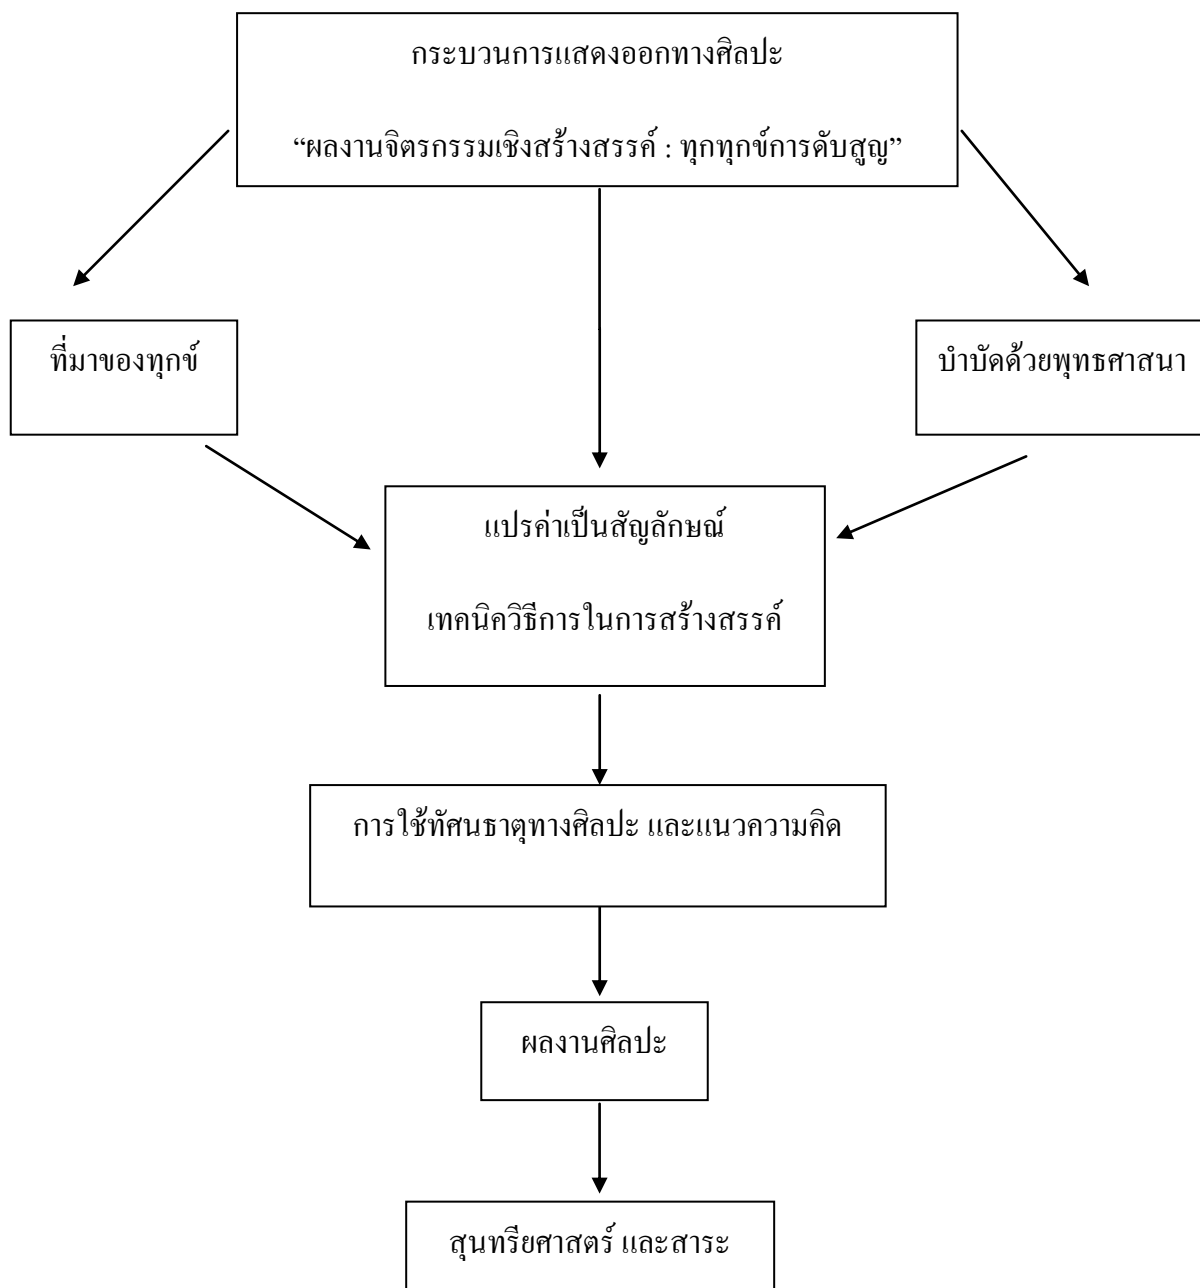 กระบวนการแสดงออกทางศิลปะ
“ผลงานจิตรกรรมเชิงสร้างสรรค์ : ทุกทุกข์การดับสูญ”
ที่มาของทุกข์
บำบัดด้วยพุทธศาสนา
แปรค่าเป็นสัญลักษณ์
เทคนิควิธีการในการสร้างสรรค์
การใช้ทัศนธาตุทางศิลปะ และแนวความคิด
ผลงานศิลปะ
สุนทรียศาสตร์ และสาระ